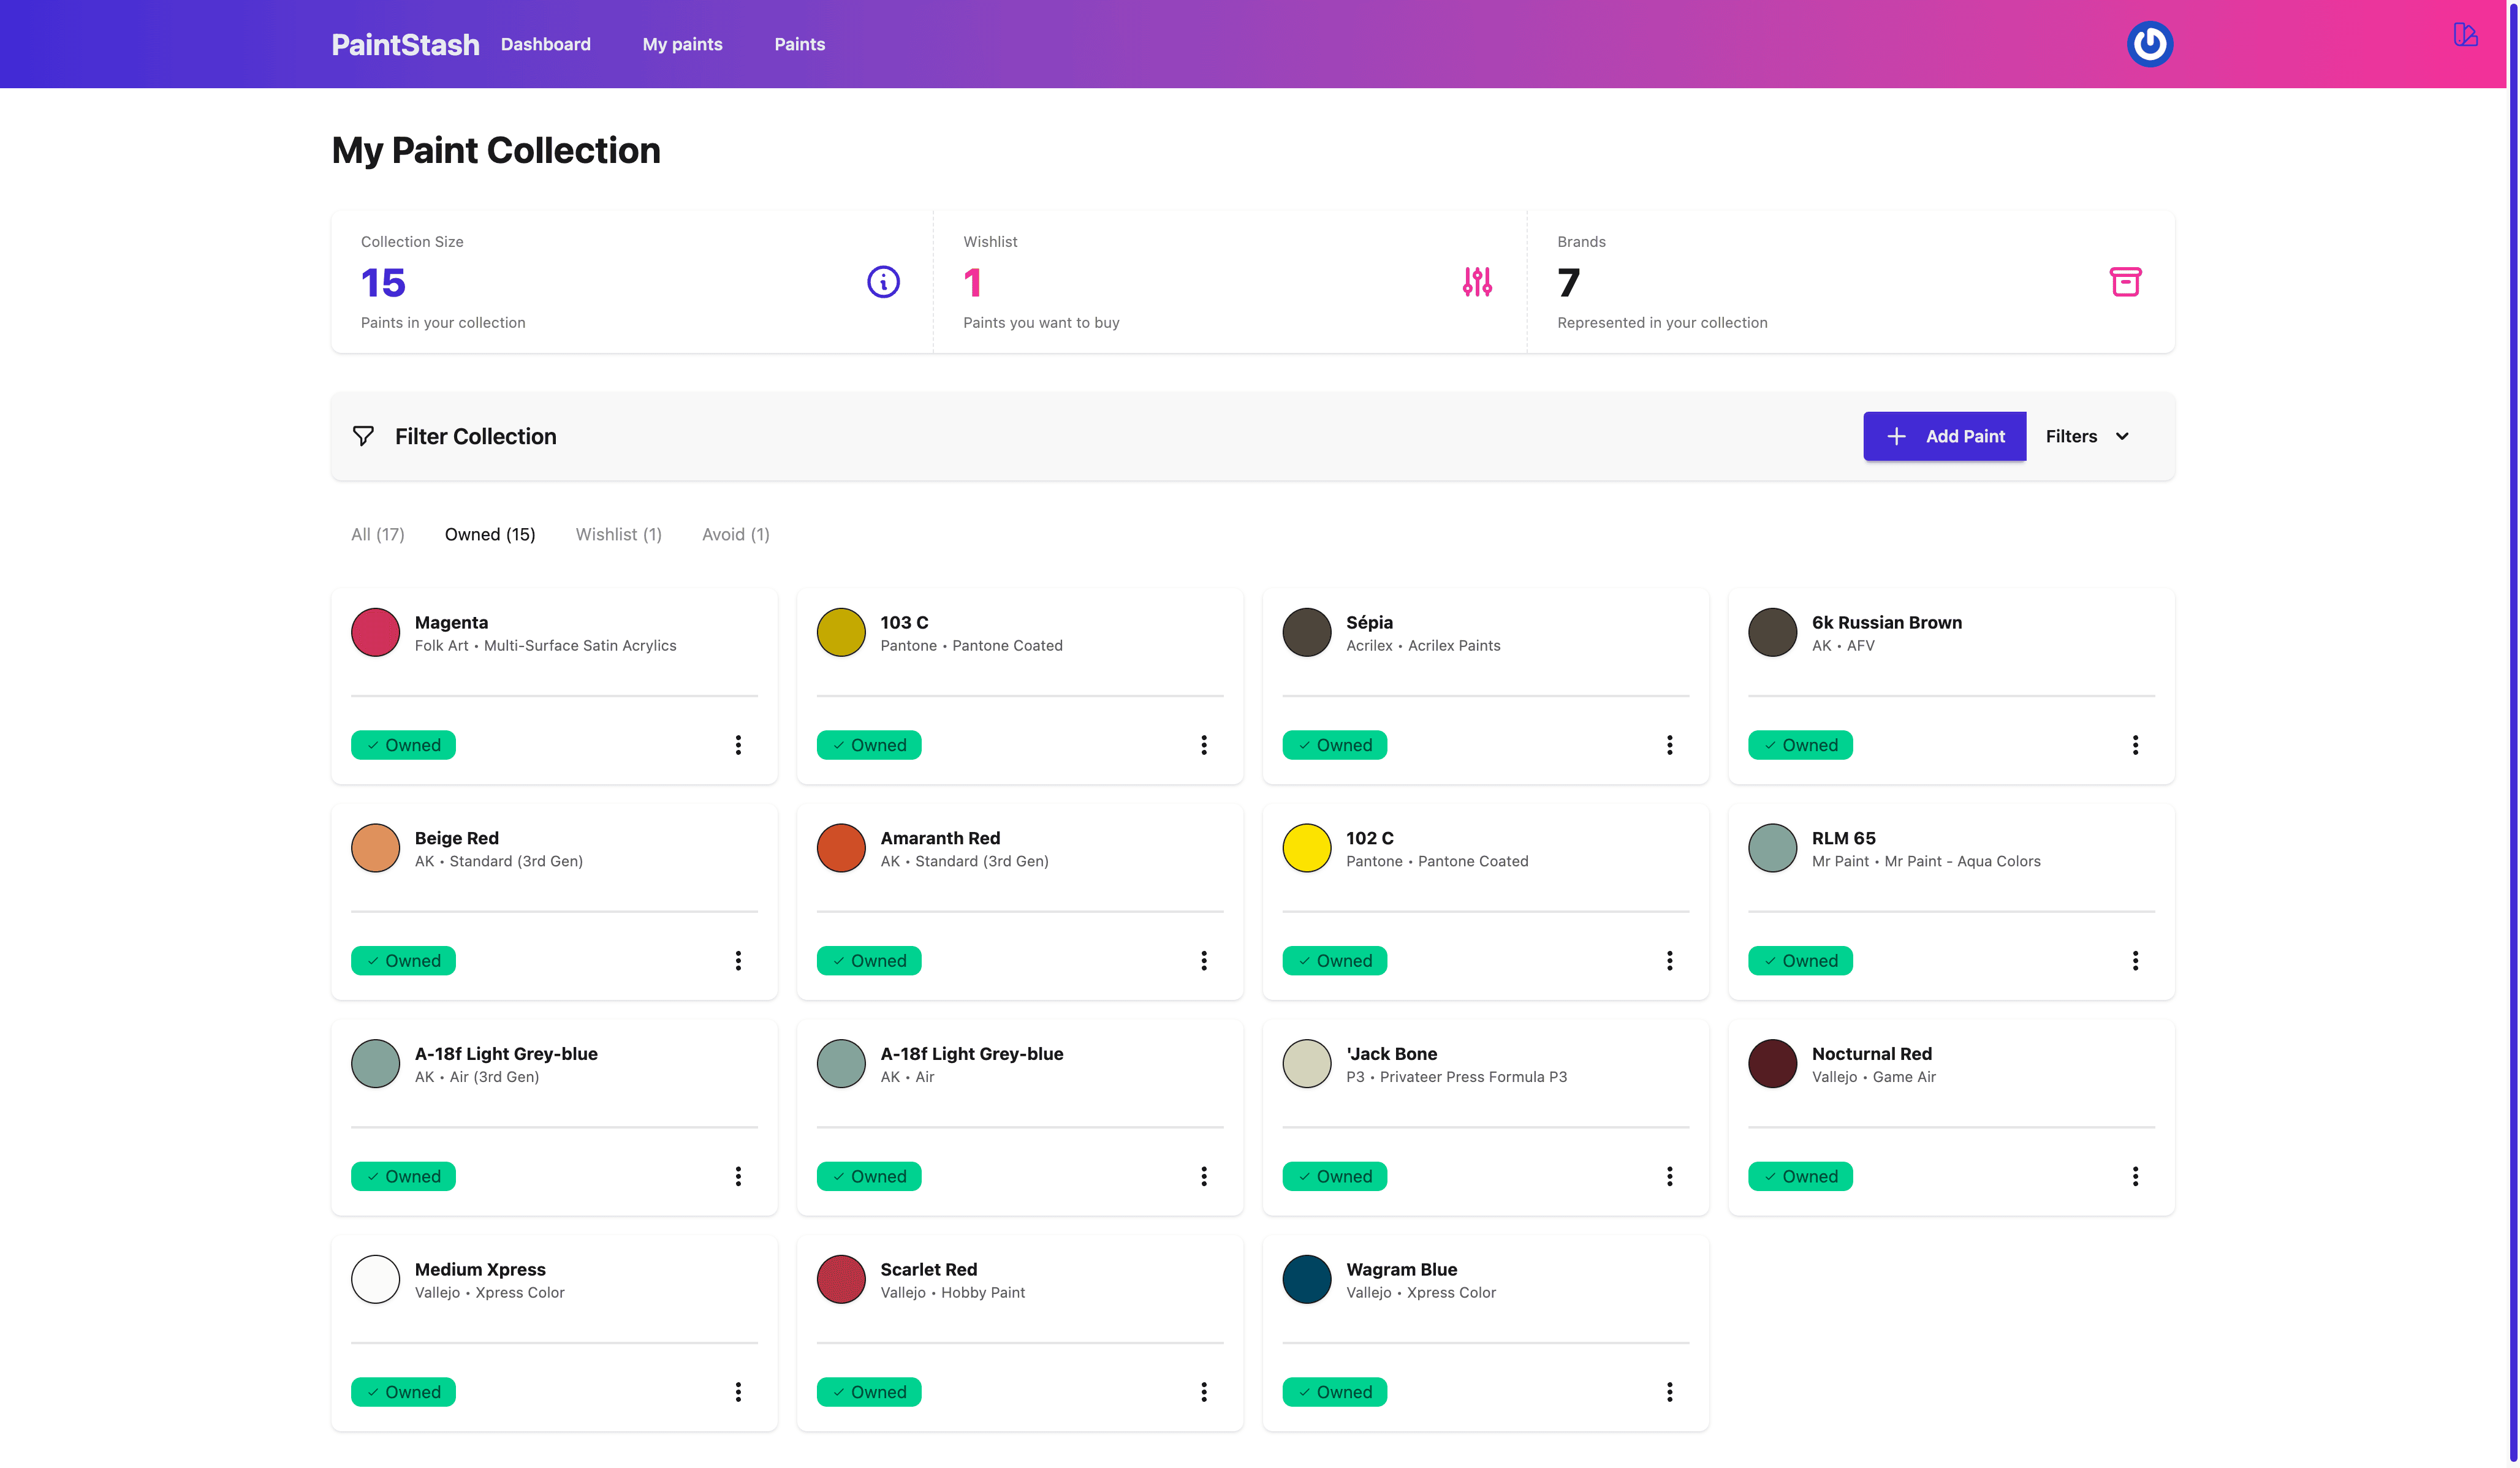 PaintStash Dashboard My paints Paints
My Paint Collection
Collection Size
15
Paints in your collection
Wishlist
1
Paints you want to buy
Brands
7
Represented in your collection
Filter Collection
Add Paint
Filters
All (17) Owned (15) Wishlist (1) Avoid (1)
Magenta
Folk Art • Multi-Surface Satin Acrylics
Owned
103 C
Pantone • Pantone Coated
Owned
Sépia
Acrilex • Acrilex Paints
Owned
6k Russian Brown
AK • AFV
Owned
Beige Red
AK • Standard (3rd Gen)
Owned
Amaranth Red
AK • Standard (3rd Gen)
Owned
102 C
Pantone • Pantone Coated
Owned
RLM 65
Mr Paint • Mr Paint - Aqua Colors
Owned
A-18f Light Grey-blue
AK • Air (3rd Gen)
Owned
A-18f Light Grey-blue
AK • Air
Owned
'Jack Bone
P3 • Privateer Press Formula P3
Owned
Nocturnal Red
Vallejo • Game Air
Owned
Medium Xpress
Vallejo • Xpress Color
Owned
Scarlet Red
Vallejo • Hobby Paint
Owned
Wagram Blue
Vallejo • Xpress Color
Owned